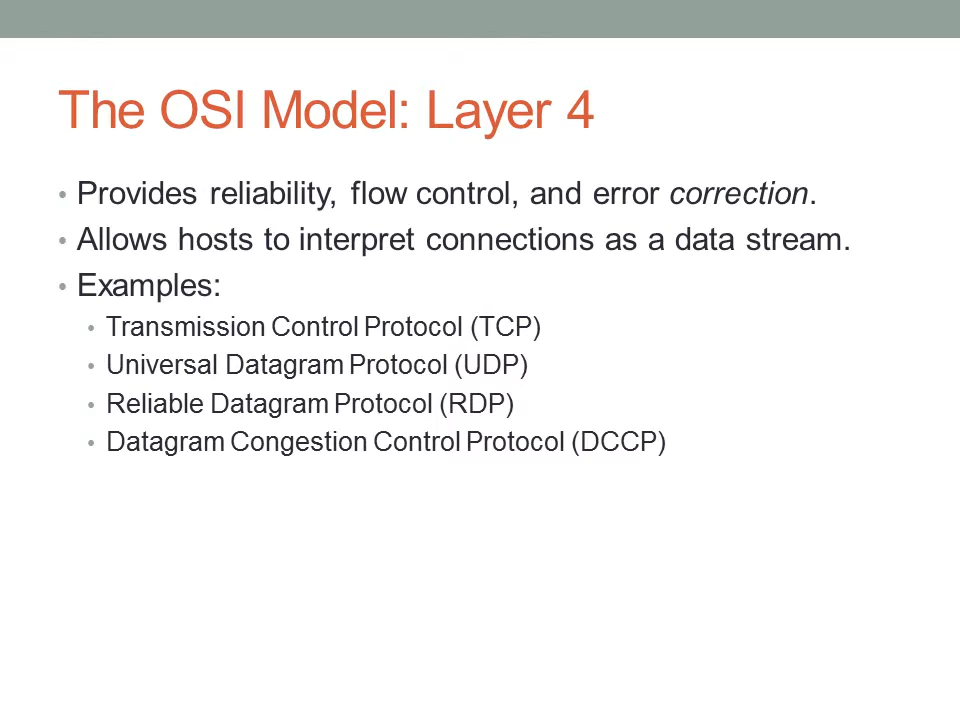 The OSI Model: Layer 4
• Provides reliability, flow control, and error correction.
• Allows hosts to interpret connections as a data stream.
• Examples:
• Transmission Control Protocol (TCP)
• Universal Datagram Protocol (UDP)
• Reliable Datagram Protocol (RDP)
• Datagram Congestion Control Protocol (DCCP)